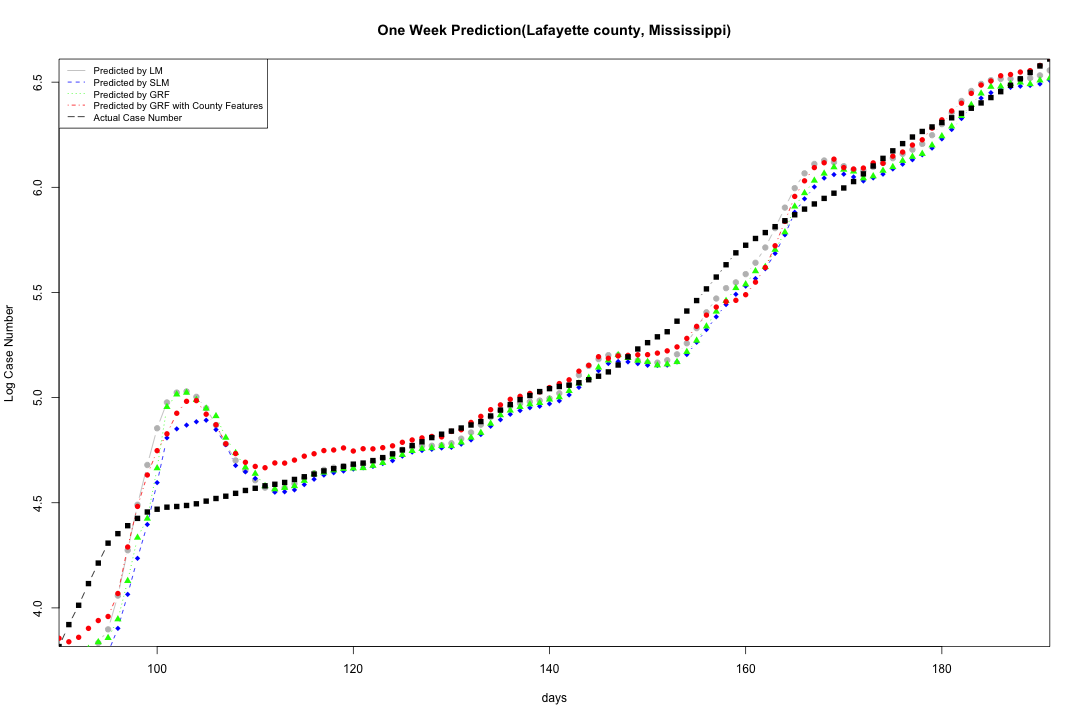 One Week Prediction(Lafayette county, Mississippi)
Predicted by LM
Predicted by SLM
Predicted by GRF
Predicted by GRF with County Features
Actual Case Number
Log Case Number
6.5
6.0
5.5
5.0
4.5
4.0
100 120 140 160 180
days